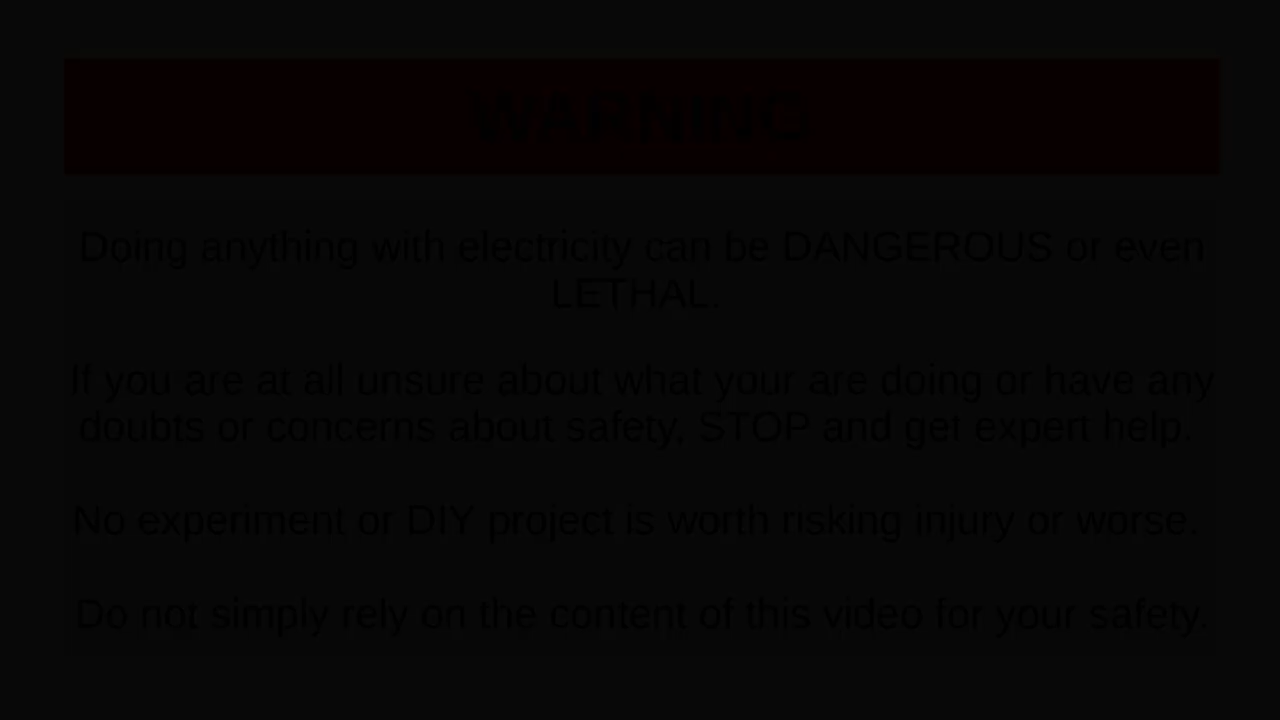 WARNING
Doing anything with electricity can be DANGEROUS or even
LETHAL.
If you are at all unsure about what your are doing or have any
doubts or concerns about safety, STOP and get expert help.
No experiment or DIY project is worth risking injury or worse.
Do not simply rely on the content of this video for your safety.